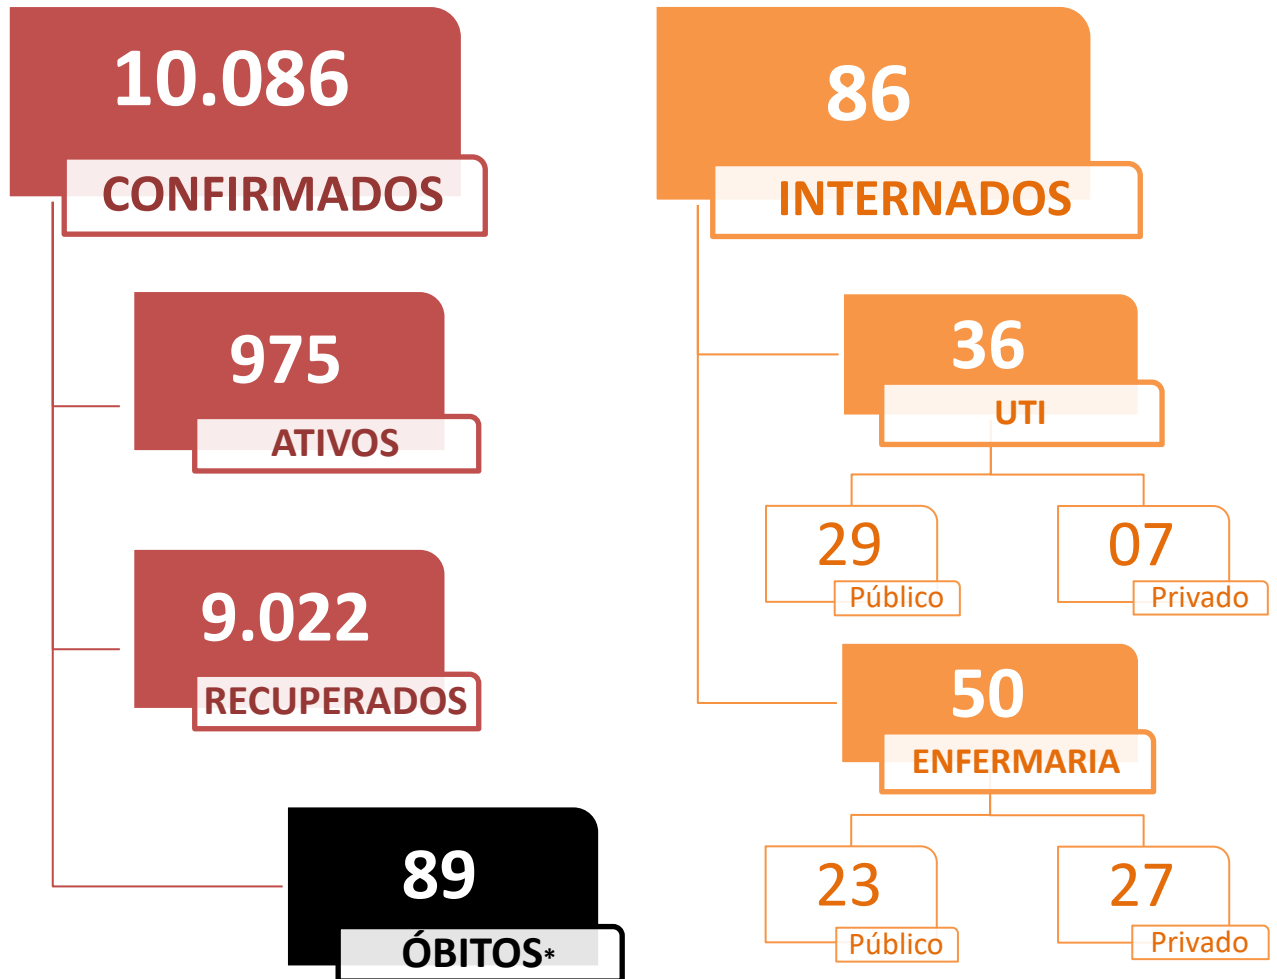 10.086
CONFIRMADOS
975
ATIVOS
9.022
RECUPERADOS
89
ÓBITOS*
86
INTERNADOS
36
UTI
29
Público
07
Privado
50
ENFERMARIA
23
Público
27
Privado